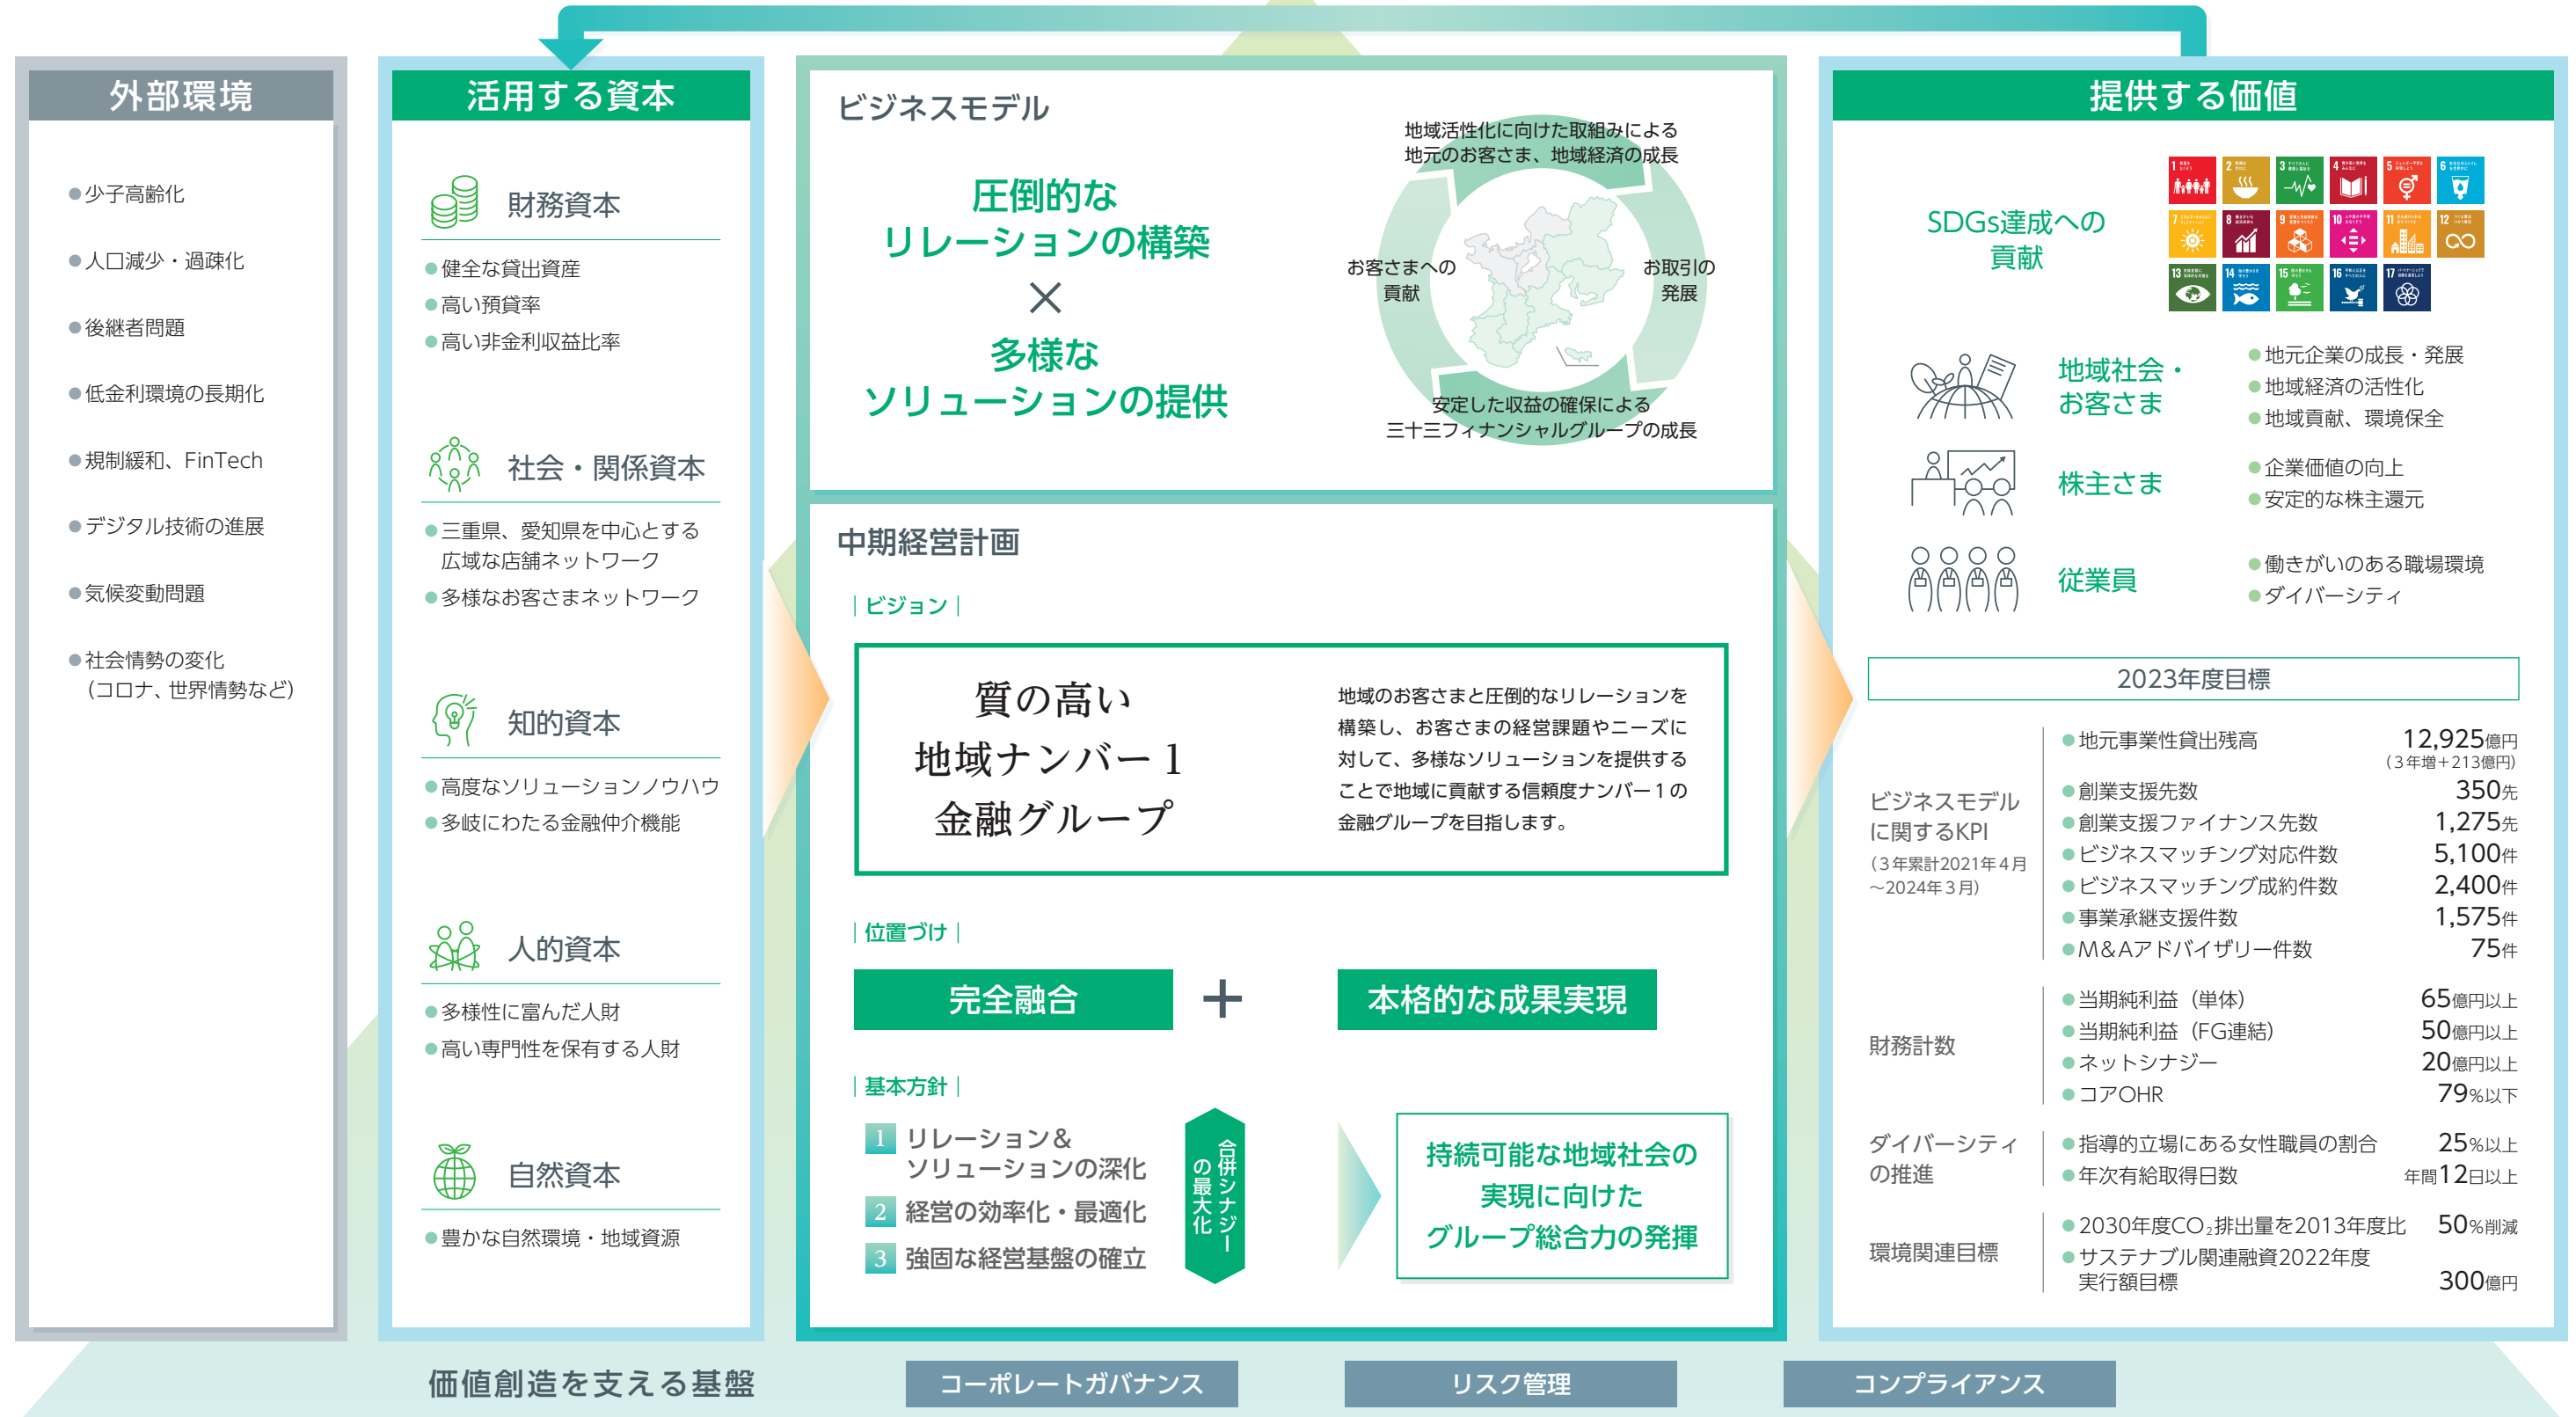 外部環境
●少子高齢化
●人口減少・過疎化
●後継者問題
●低金利環境の長期化
●規制緩和、FinTech
●デジタル技術の進展
●気候変動問題
●社会情勢の変化
（コロナ、世界情勢など）
活用する資本
財務資本
●健全な貸出資産
●高い預貸率
●高い非金利収益比率
社会・関係資本
●三重県、愛知県を中心とする
広域な店舗ネットワーク
●多様なお客さまネットワーク
知的資本
●高度なソリューションノウハウ
●多岐にわたる金融仲介機能
人的資本
●多様性に富んだ人財
●高い専門性を保有する人財
自然資本
●豊かな自然環境・地域資源
ビジネスモデル
圧倒的な
リレーションの構築
×
多様な
ソリューションの提供
地域活性化に向けた取組みによる
地元のお客さま、地域経済の成長
お客さまへの
貢献
お取引の
発展
安定した収益の確保による
三十三フィナンシャルグループの成長
中期経営計画
｜ビジョン｜
質の高い
地域ナンバー1
金融グループ
地域のお客さまと圧倒的なリレーションを
構築し、お客さまの経営課題やニーズに
対して、多様なソリューションを提供する
ことで地域に貢献する信頼度ナンバー1の
金融グループを目指します。
｜位置づけ｜
完全融合
＋
本格的な成果実現
｜基本方針｜
1 リレーション＆
ソリューションの深化
2 経営の効率化・最適化
3 強固な経営基盤の確立
合併シナジー
の最大化
持続可能な地域社会の
実現に向けた
グループ総合力の発揮
提供する価値
SDGs達成への
貢献
1 2 3 4 5 6
7 8 9 10 11 12
13 14 15 16 17
地域社会・
お客さま
●地元企業の成長・発展
●地域経済の活性化
●地域貢献、環境保全
株主さま
●企業価値の向上
●安定的な株主還元
従業員
●働きがいのある職場環境
●ダイバーシティ
2023年度目標
ビジネスモデル
に関するKPI
（3年累計2021年4月
～2024年3月）
●地元事業性貸出残高 12,925億円
（3年増＋213億円）
●創業支援先数 350先
●創業支援ファイナンス先数 1,275先
●ビジネスマッチング対応件数 5,100件
●ビジネスマッチング成約件数 2,400件
●事業承継支援件数 1,575件
●M&Aアドバイザリー件数 75件
財務計数
●当期純利益（単体） 65億円以上
●当期純利益（FG連結） 50億円以上
●ネットシナジー 20億円以上
●コアOHR 79%以下
ダイバーシティ
の推進
●指導的立場にある女性職員の割合 25%以上
●年次有給取得日数 年間12日以上
環境関連目標
●2030年度CO₂排出量を2013年度比 50%削減
●サステナブル関連融資2022年度
実行額目標 300億円
価値創造を支える基盤
コーポレートガバナンス
リスク管理
コンプライアンス